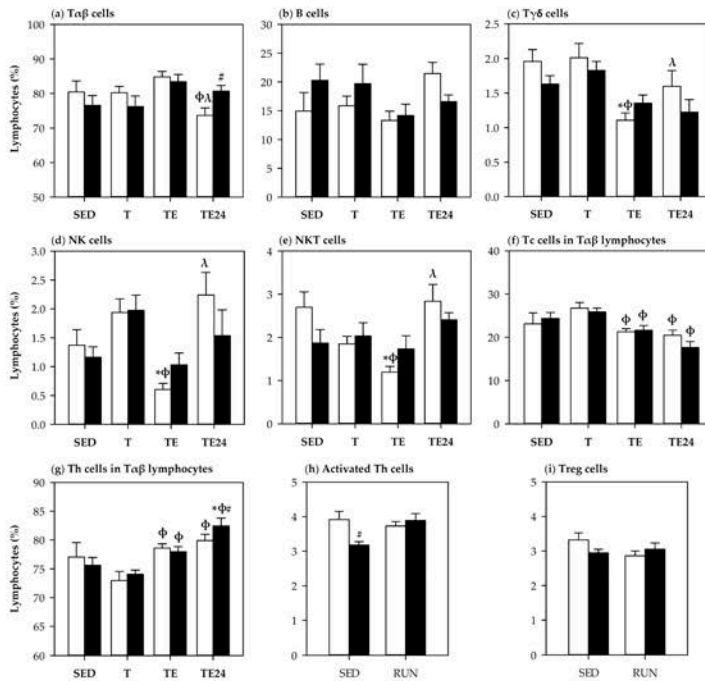 (a) Tαβ cells
Lymphocytes (%)
100
90
80
70
60
50
Φλ
#
SED T TE TE24
(b) B cells
30
25
20
15
10
5
0
SED T TE TE24
(c) Tγδ cells
2.5
2.0
1.5
1.0
0.5
0.0
*Φ
λ
SED T TE TE24
(d) NK cells
Lymphocytes (%)
3.0
2.5
2.0
1.5
1.0
0.5
0.0
*Φ
λ
SED T TE TE24
(e) NKT cells
4
3
2
1
0
*Φ
λ
SED T TE TE24
(f) Tc cells in Tαβ lymphocytes
40
30
20
10
0
Φ Φ Φ Φ
SED T TE TE24
(g) Th cells in Tαβ lymphocytes
Lymphocytes (%)
90
85
80
75
70
65
60
Φ Φ Φ *Φ#
SED T TE TE24
(h) Activated Th cells
5
4
3
2
1
0
#
SED RUN
(i) Treg cells
5
4
3
2
1
0
SED RUN